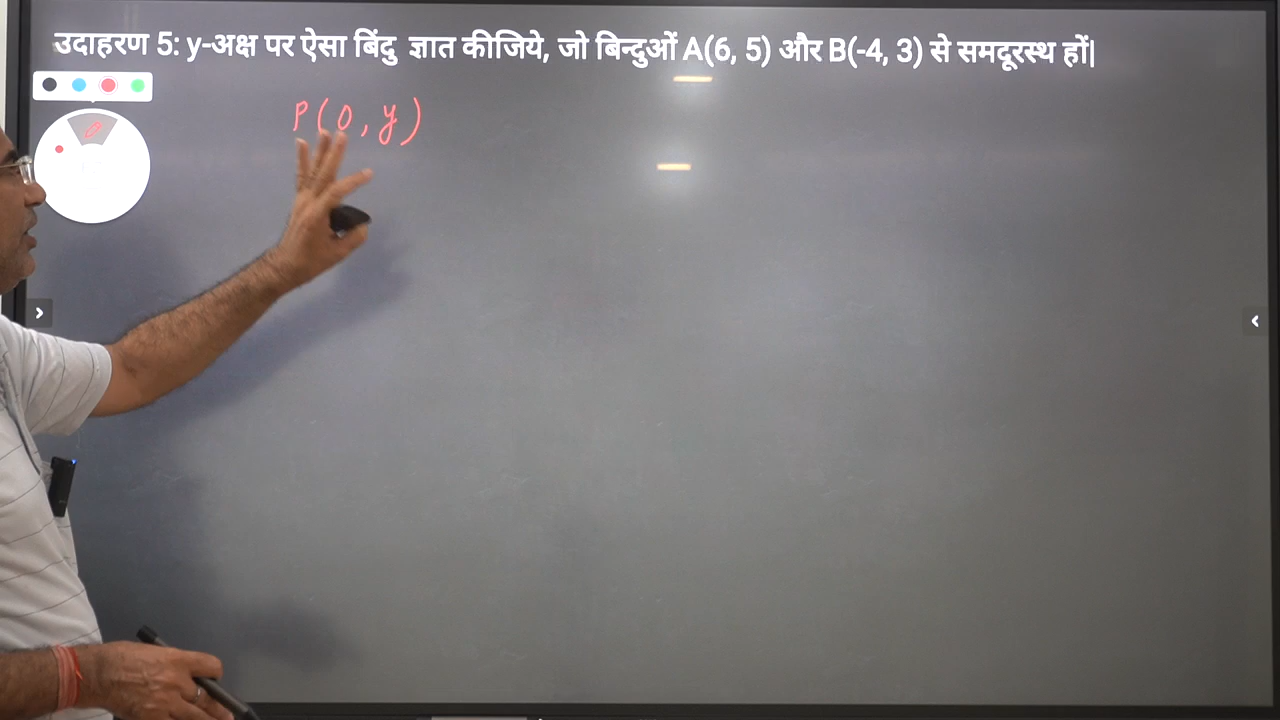 उदाहरण 5: y-अक्ष पर ऐसा बिंदु ज्ञात कीजिये, जो बिन्दुओं A(6, 5) और B(-4, 3) से समदूरस्थ हों|
P(0, y)